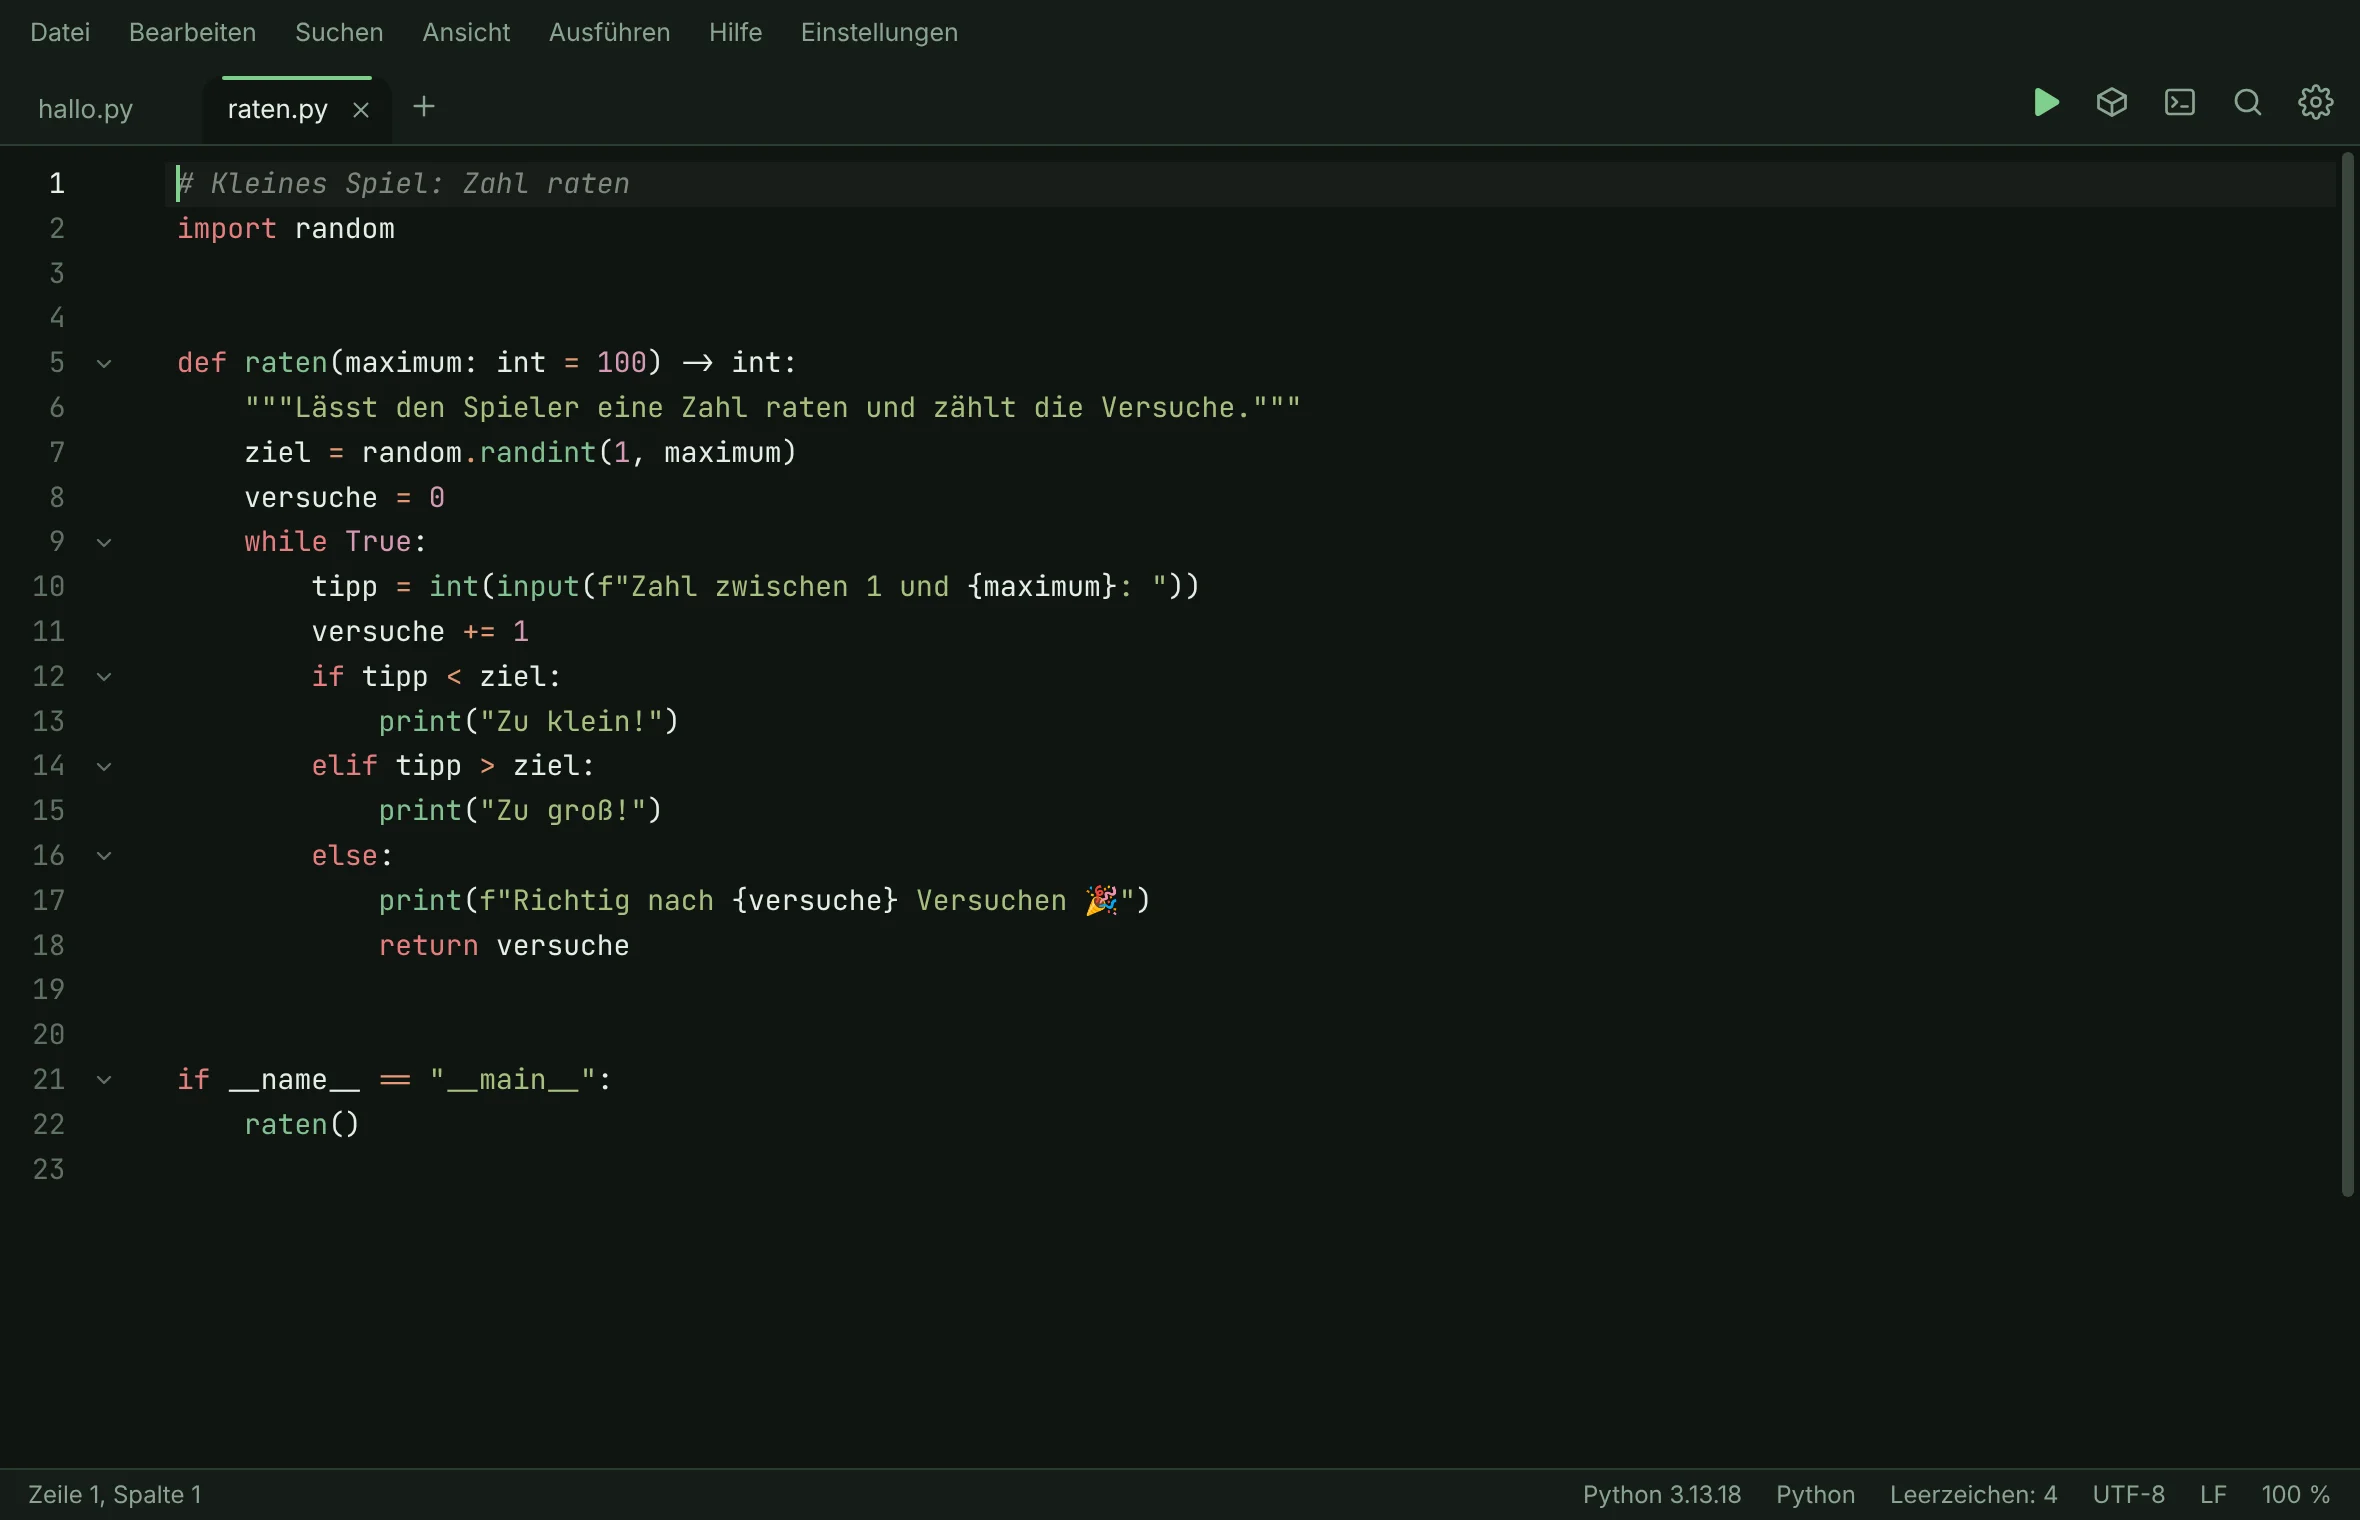 Datei Bearbeiten Suchen Ansicht Ausführen Hilfe Einstellungen
hallo.py raten.py
1 # Kleines Spiel: Zahl raten
2 import random
3
4
5 def raten(maximum: int = 100) -> int:
6     """Lässt den Spieler eine Zahl raten und zählt die Versuche."""
7     ziel = random.randint(1, maximum)
8     versuche = 0
9     while True:
10         tipp = int(input(f"Zahl zwischen 1 und {maximum}: "))
11         versuche += 1
12         if tipp < ziel:
13             print("Zu klein!")
14         elif tipp > ziel:
15             print("Zu groß!")
16         else:
17             print(f"Richtig nach {versuche} Versuchen 🎉")
18             return versuche
19
20
21 if __name__ == "__main__":
22     raten()
23
Zeile 1, Spalte 1 Python 3.13.18 Python Leerzeichen: 4 UTF-8 LF 100 %